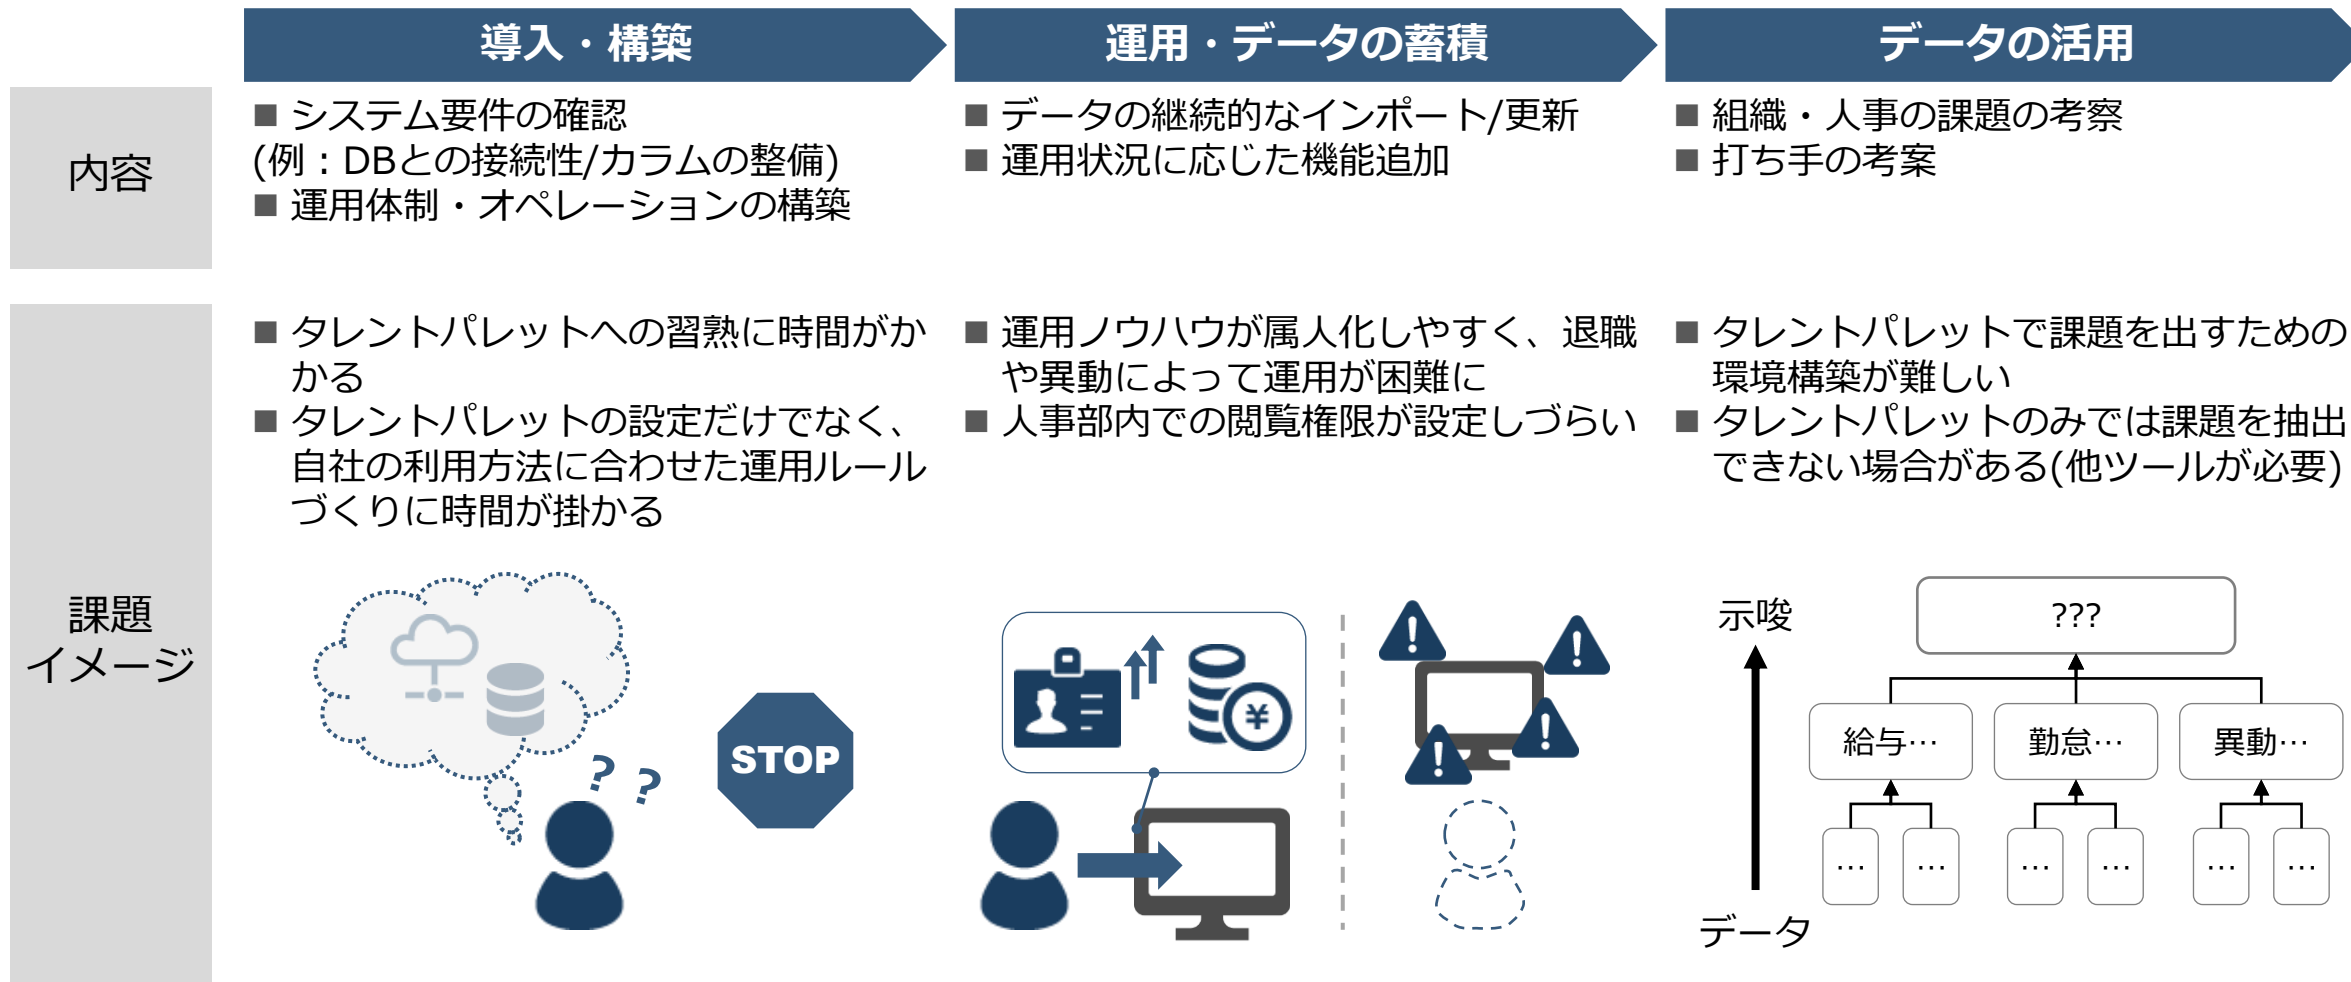 導入・構築
運用・データの蓄積
データの活用
内容
■ システム要件の確認
(例：DBとの接続性/カラムの整備)
■ 運用体制・オペレーションの構築
■ データの継続的なインポート/更新
■ 運用状況に応じた機能追加
■ 組織・人事の課題の考察
■ 打ち手の考案
課題
イメージ
■ タレントパレットへの習熟に時間がか
かる
■ タレントパレットの設定だけでなく、
自社の利用方法に合わせた運用ルール
づくりに時間が掛かる
■ 運用ノウハウが属人化しやすく、退職
や異動によって運用が困難に
■ 人事部内での閲覧権限が設定しづらい
■ タレントパレットで課題を出すための
環境構築が難しい
■ タレントパレットのみでは課題を抽出
できない場合がある(他ツールが必要)
? ?
STOP
¥
! ! ! !
示唆
???
給与…
勤怠…
異動…
… … … … … …
データ